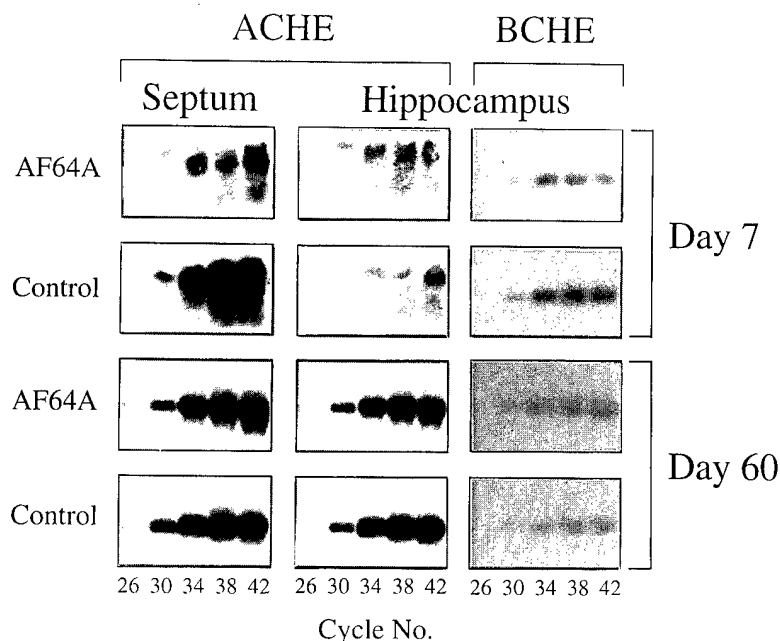 ACHE BCHE
Septum Hippocampus
AF64A
Control
Day 7
AF64A
Control
Day 60
26 30 34 38 42 26 30 34 38 42 26 30 34 38 42
Cycle No.